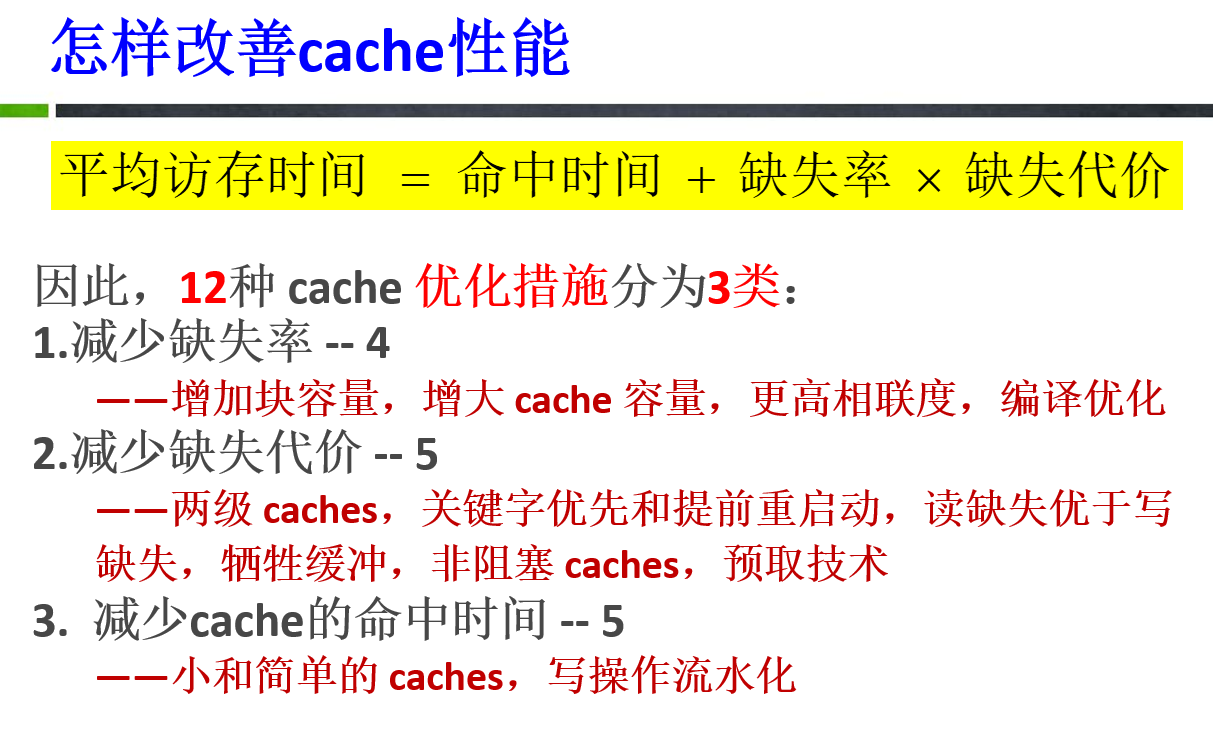 怎样改善cache性能
平均访存时间 = 命中时间 + 缺失率 × 缺失代价
因此，12种 cache 优化措施分为3类：
1.减少缺失率 -- 4
——增加块容量，增大 cache 容量，更高相联度，编译优化
2.减少缺失代价 -- 5
——两级 caches，关键字优先和提前重启动，读缺失优于写
缺失，牺牲缓冲，非阻塞 caches，预取技术
3. 减少cache的命中时间 -- 5
——小和简单的 caches，写操作流水化